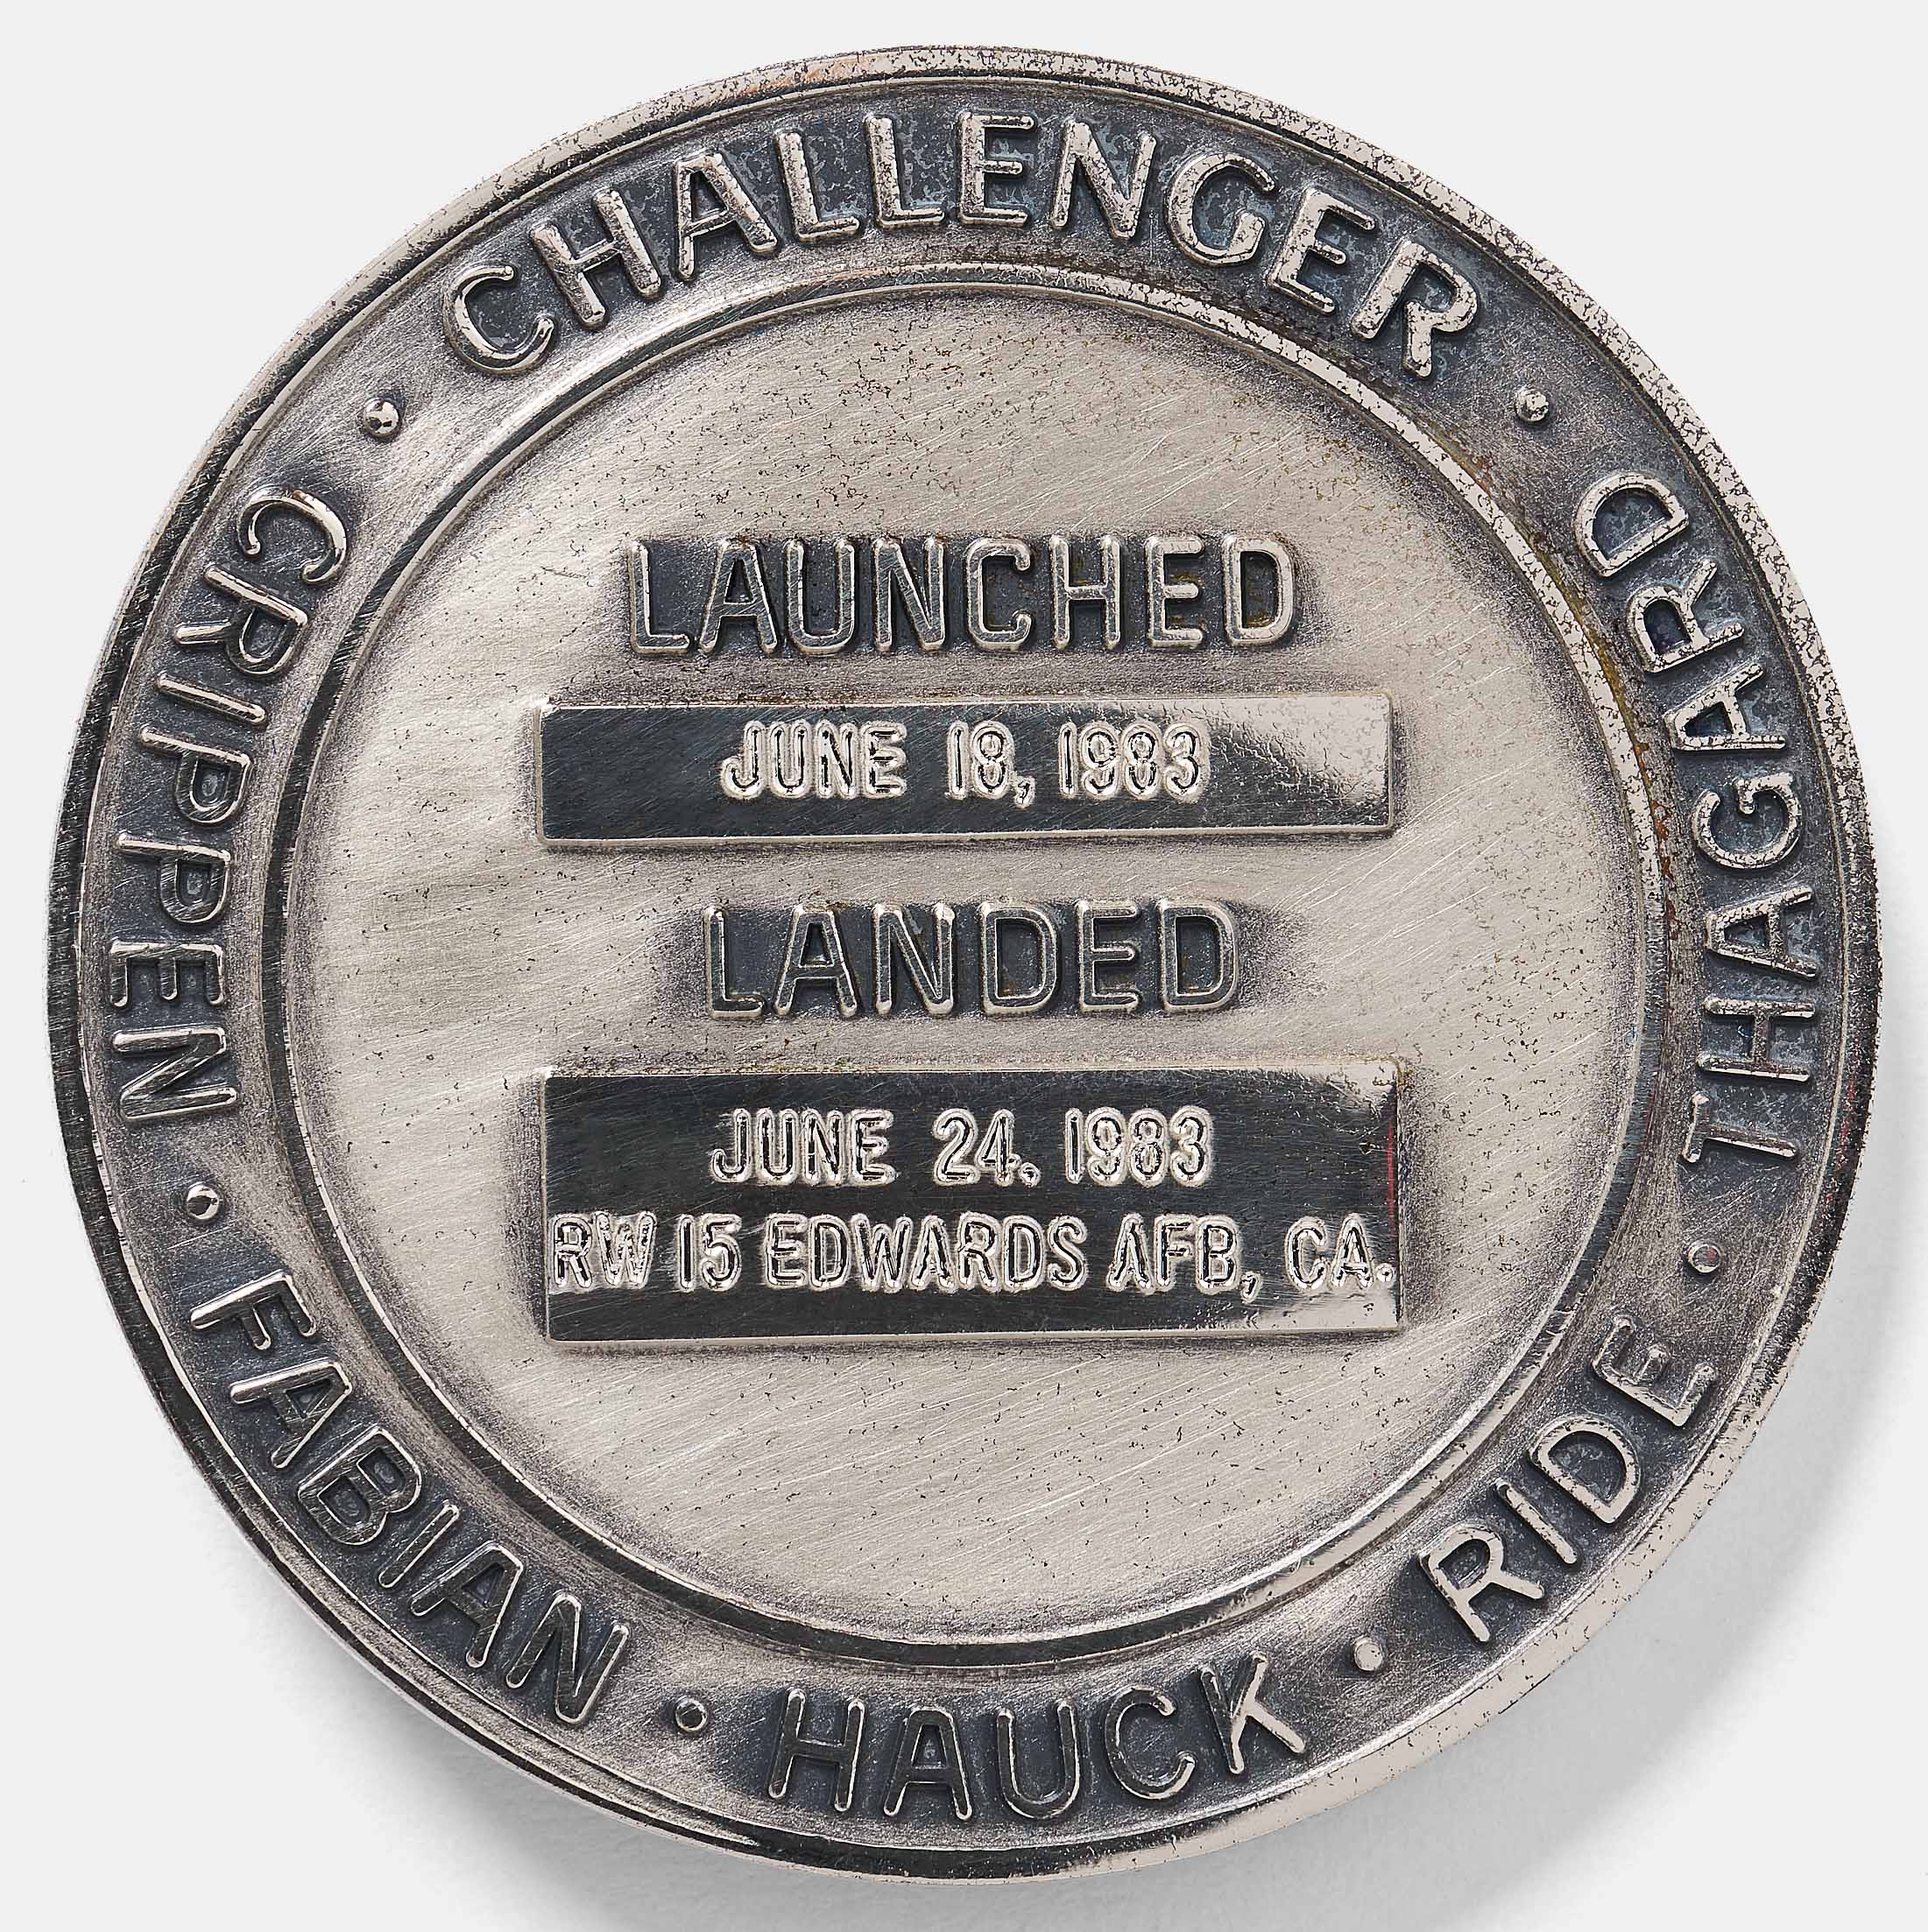 CHALLENGER
LAUNCHED
JUNE 18, 1983
LANDED
JUNE 24. 1983
RW 15 EDWARDS AFB, CA.
CRIPPEN · FABIAN · HAUCK · RIDE · THAGARD